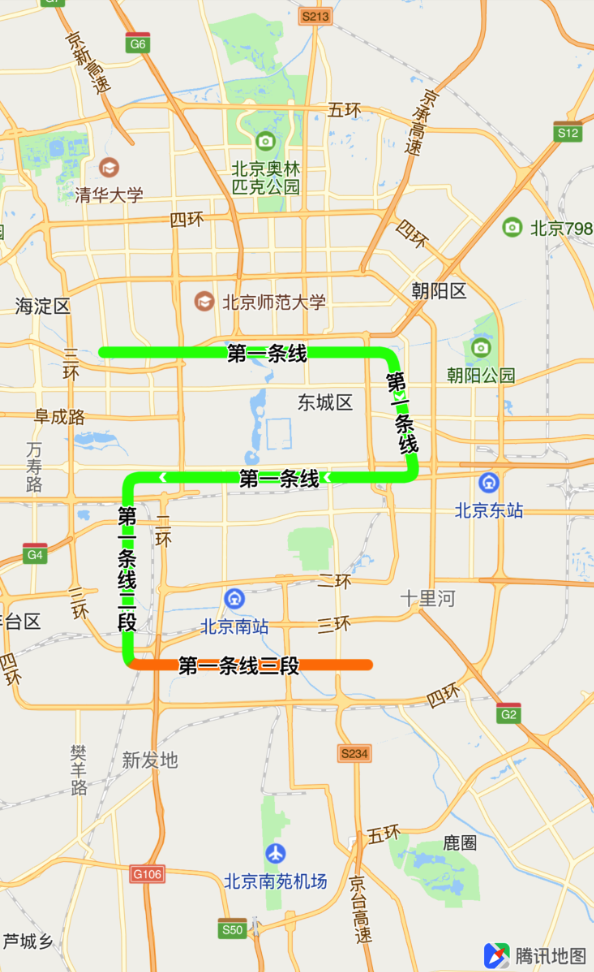 G7
S213
G6
京新高速
五环
京承高速
S12
北京奥林
匹克公园
清华大学
四环
四环
北京798
海淀区
北京师范大学
朝阳区
三环
第一条线
朝阳公园
第一条线
东城区
阜成路
万寿路
第一条线
北京东站
第一条线二段
二环
G4
二环
三环
十里河
北京南站
三环
四环
第一条线三段
四环
G2
樊羊路
新发地
S234
五环
鹿圈
北京南苑机场
G106
京台高速
S50
芦城乡
腾讯地图